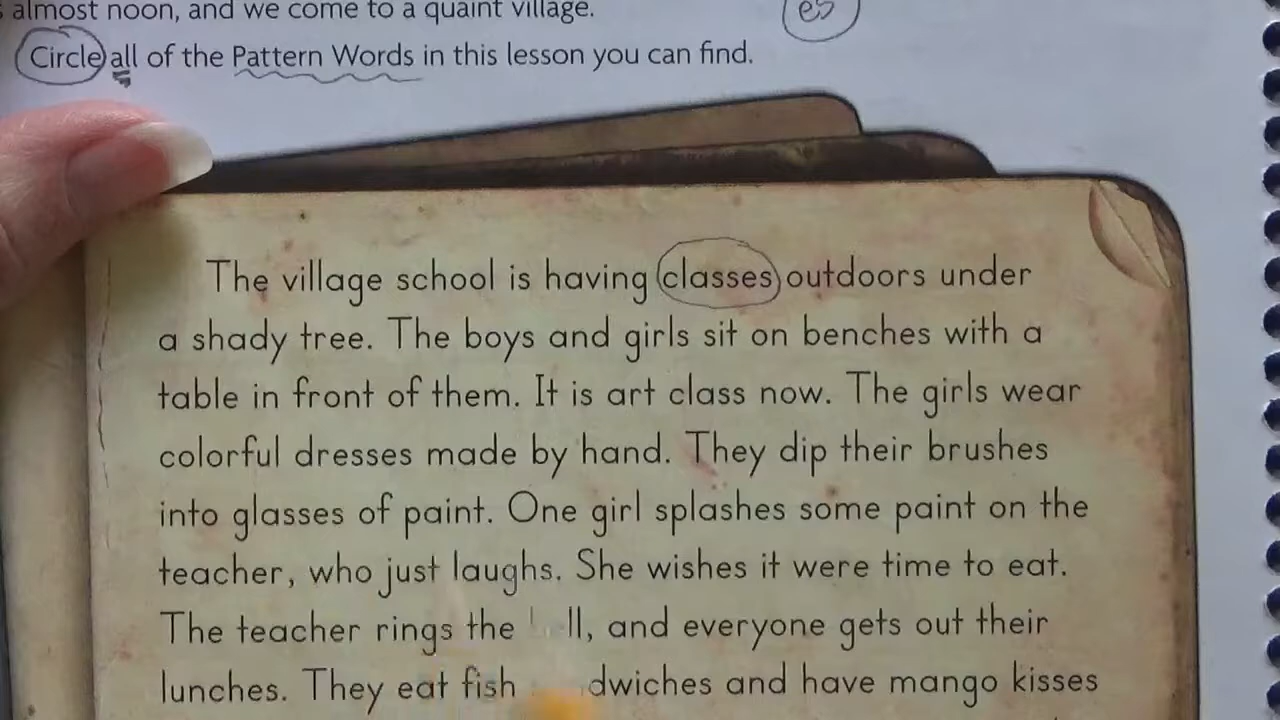 almost noon, and we come to a quaint village.
es
Circle all of the Pattern Words in this lesson you can find.
The village school is having classes outdoors under
a shady tree. The boys and girls sit on benches with a
table in front of them. It is art class now. The girls wear
colorful dresses made by hand. They dip their brushes
into glasses of paint. One girl splashes some paint on the
teacher, who just laughs. She wishes it were time to eat.
The teacher rings the and everyone gets out their
lunches. They eat fish and have mango kisses